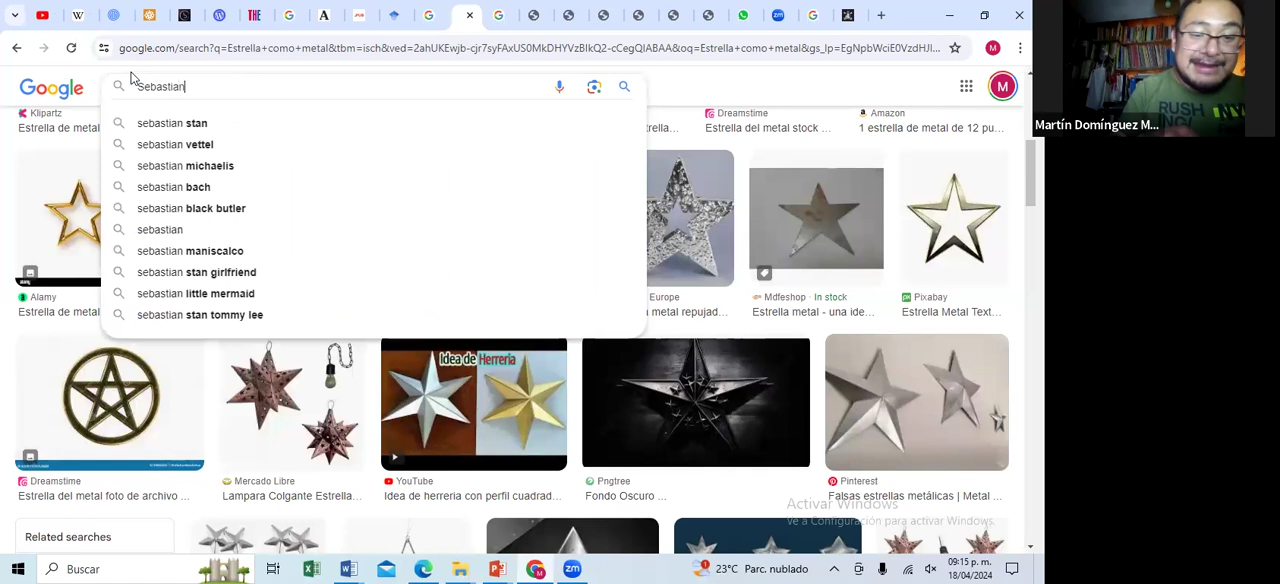 google.com/search?q=Estrella+como+metal&tbm=isch&ved=2ahUKEwjb-cjr7syFAxUS0MkDHYVzBlkQ2-cCegQIABAA&oq=Estrella+como+metal&gs_lp=EgNpbWciE0VzdHJl...
M
Google
Sebastian
M
sebastian stan
sebastian vettel
sebastian michaelis
sebastian bach
sebastian black butler
sebastian
sebastian maniscalco
sebastian stan girlfriend
sebastian little mermaid
sebastian stan tommy lee
Klipartz
Estrella de metal
Dreamstime
Estrella del metal stock ...
Amazon
1 estrella de metal de 12 pu...
Alamy
Estrella de metal
Europe
metal repujad...
Mdfeshop · In stock
Estrella metal - una ide...
Pixabay
Estrella Metal Text...
Idea de Herreria
Dreamstime
Estrella del metal foto de archivo ...
Mercado Libre
Lampara Colgante Estrella...
YouTube
Idea de herreria con perfil cuadrad...
Pngtree
Fondo Oscuro ...
Pinterest
Falsas estrellas metálicas | Metal ...
Related searches
Activar Windows
Ve a Configuración para activar Windows.
Buscar
23°C Parc. nublado
09:15 p. m.
18/04/2024
Martín Domínguez M...
RUSH